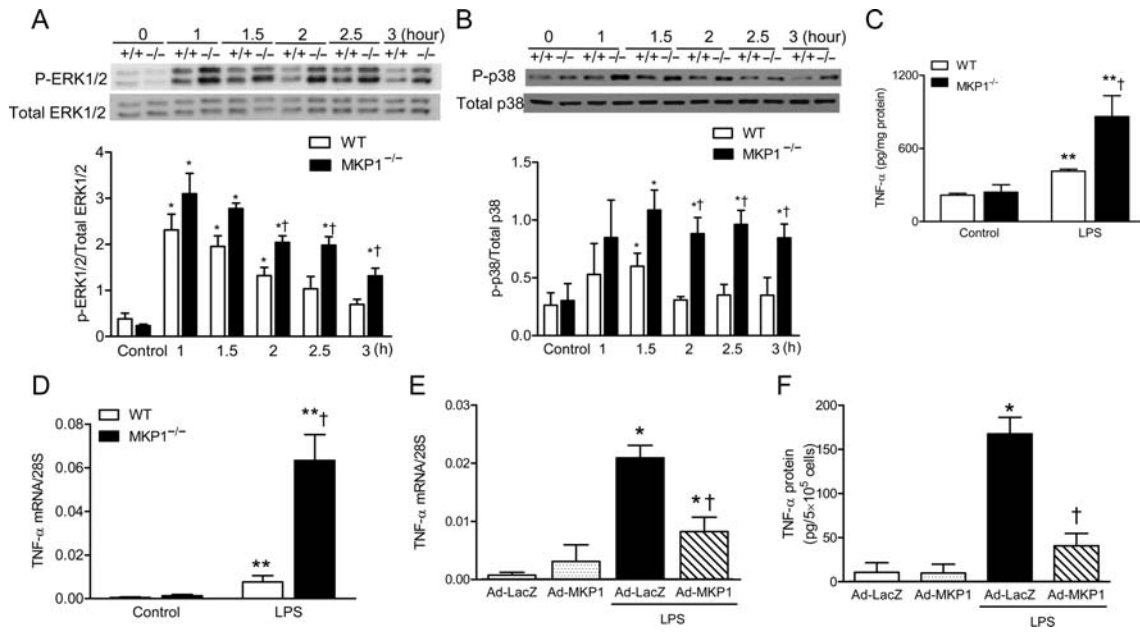 A
0 1 1.5 2 2.5 3 (hour)
+/+ -/- +/+ -/- +/+ -/- +/+ -/- +/+ -/- +/+ -/-
P-ERK1/2
Total ERK1/2
WT
MKP1−/−
p-ERK1/2/Total ERK1/2
4
3
2
1
0
* * * * * *† *† *†
Control 1 1.5 2 2.5 3 (h)
B
0 1 1.5 2 2.5 3 (hour)
+/+ -/- +/+ -/- +/+ -/- +/+ -/- +/+ -/- +/+ -/-
P-p38
Total p38
WT
MKP1−/−
p-p38/Total p38
1.5
1.0
0.5
0.0
* * *† *† *†
Control 1 1.5 2 2.5 3 (h)
C
WT
MKP1-/-
TNF-α (pg/mg protein)
1200
900
600
300
0
** **†
Control LPS
D
WT
MKP1−/−
TNF-α mRNA/28S
0.08
0.06
0.04
0.02
0.00
** **†
Control LPS
E
TNF-α mRNA/28S
0.03
0.02
0.01
0.00
* *†
Ad-LacZ Ad-MKP1 Ad-LacZ Ad-MKP1
LPS
F
TNF-α protein
(pg/5×10⁵ cells)
200
150
100
50
0
* †
Ad-LacZ Ad-MKP1 Ad-LacZ Ad-MKP1
LPS